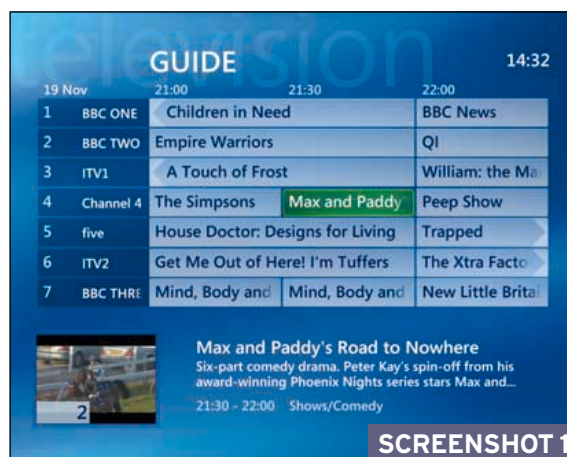 television
GUIDE 14:32
19 Nov 21:00 21:30 22:00
1 BBC ONE Children in Need BBC News
2 BBC TWO Empire Warriors QI
3 ITV1 A Touch of Frost William: the Ma
4 Channel 4 The Simpsons Max and Paddy' Peep Show
5 five House Doctor: Designs for Living Trapped
6 ITV2 Get Me Out of Here! I'm Tuffers The Xtra Facto
7 BBC THRE Mind, Body and Mind, Body and New Little Britai
Max and Paddy's Road to Nowhere
Six-part comedy drama. Peter Kay's spin-off from his
award-winning Phoenix Nights series stars Max and...
21:30 - 22:00 Shows/Comedy
2
SCREENSHOT 1